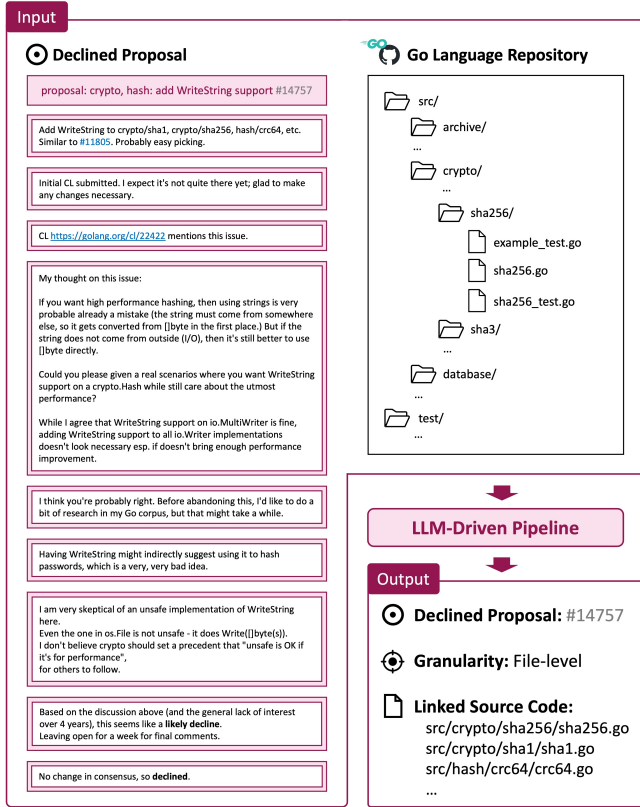 Input
Declined Proposal
proposal: crypto, hash: add WriteString support #14757
Add WriteString to crypto/sha1, crypto/sha256, hash/crc64, etc.
Similar to #11805. Probably easy picking.
Initial CL submitted. I expect it's not quite there yet; glad to make
any changes necessary.
CL https://golang.org/cl/22422 mentions this issue.
My thought on this issue:
If you want high performance hashing, then using strings is very
probable already a mistake (the string must come from somewhere
else, so it gets converted from []byte in the first place.) But if the
string does not come from outside (I/O), then it's still better to use
[]byte directly.
Could you please given a real scenarios where you want WriteString
support on a crypto.Hash while still care about the utmost
performance?
While I agree that WriteString support on io.MultiWriter is fine,
adding WriteString support to all io.Writer implementations
doesn't look necessary esp. if doesn't bring enough performance
improvement.
I think you're probably right. Before abandoning this, I'd like to do a
bit of research in my Go corpus, but that might take a while.
Having WriteString might indirectly suggest using it to hash
passwords, which is a very, very bad idea.
I am very skeptical of an unsafe implementation of WriteString
here.
Even the one in os.File is not unsafe - it does Write([]byte(s)).
I don't believe crypto should set a precedent that "unsafe is OK if
it's for performance",
for others to follow.
Based on the discussion above (and the general lack of interest
over 4 years), this seems like a likely decline.
Leaving open for a week for final comments.
No change in consensus, so declined.
GO
Go Language Repository
src/
archive/
...
crypto/
...
sha256/
example_test.go
sha256.go
sha256_test.go
sha3/
...
database/
...
test/
...
LLM-Driven Pipeline
Output
Declined Proposal: #14757
Granularity: File-level
Linked Source Code:
src/crypto/sha256/sha256.go
src/crypto/sha1/sha1.go
src/hash/crc64/crc64.go
...